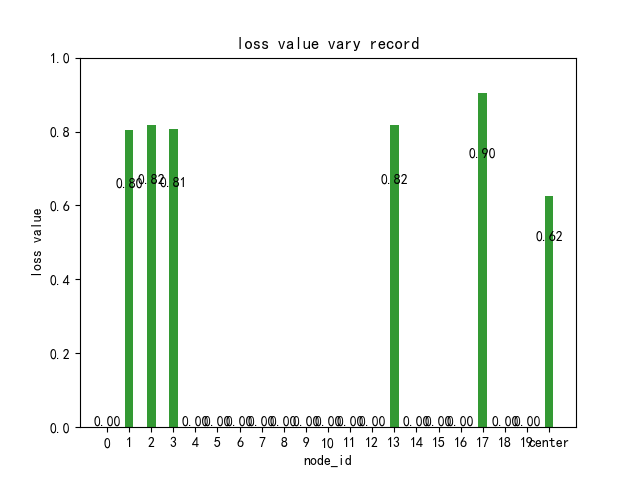 loss value vary record
1.0
0.8
0.6
0.4
0.2
0.0
loss value
0.00 0.80 0.82 0.81 0.00 0.00 0.00 0.00 0.00 0.00 0.00 0.00 0.00 0.82 0.00 0.00 0.00 0.90 0.00 0.00 0.62
0 1 2 3 4 5 6 7 8 9 10 11 12 13 14 15 16 17 18 19 center
node_id